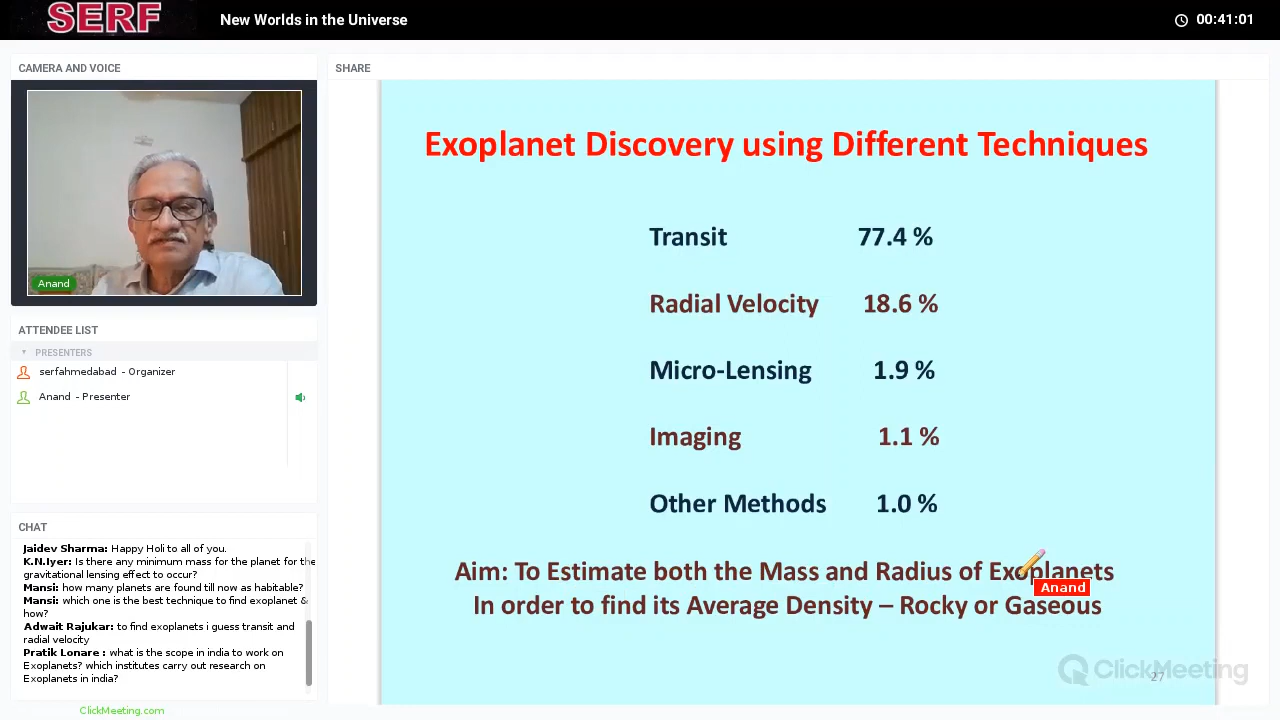 SERF
New Worlds in the Universe
00:41:01
CAMERA AND VOICE
SHARE
Anand
ATTENDEE LIST
PRESENTERS
serfahmedabad - Organizer
Anand - Presenter
CHAT
Jaidev Sharma: Happy Holi to all of you.
K.N.Iyer: Is there any minimum mass for the planet for the
gravitational lensing effect to occur?
Mansi: how many planets are found till now as habitable?
Mansi: which one is the best technique to find exoplanet &
how?
Adwait Rajukar: to find exoplanets i guess transit and
radial velocity
Pratik Lonare : what is the scope in india to work on
Exoplanets? which institutes carry out research on
Exoplanets in india?
ClickMeeting.com
Exoplanet Discovery using Different Techniques
Transit 77.4 %
Radial Velocity 18.6 %
Micro-Lensing 1.9 %
Imaging 1.1 %
Other Methods 1.0 %
Aim: To Estimate both the Mass and Radius of Exoplanets
Anand
In order to find its Average Density – Rocky or Gaseous
ClickMeeting
27